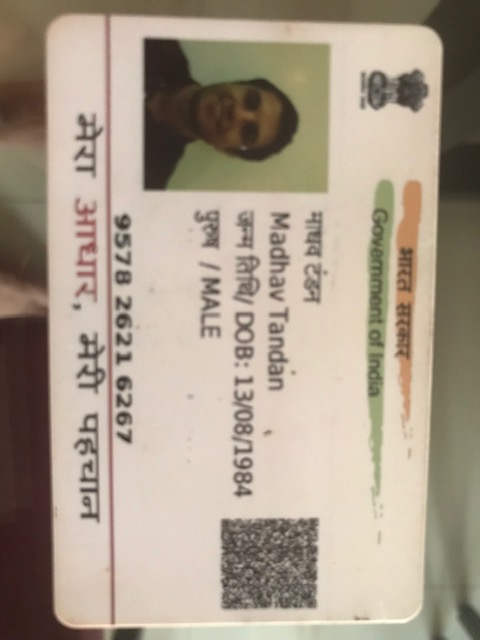 भारत सरकार
Government of India
माधव टंडन
Madhav Tandan
जन्म तिथि/ DOB: 13/08/1984
पुरुष / MALE
9578 2621 6267
मेरा आधार, मेरी पहचान